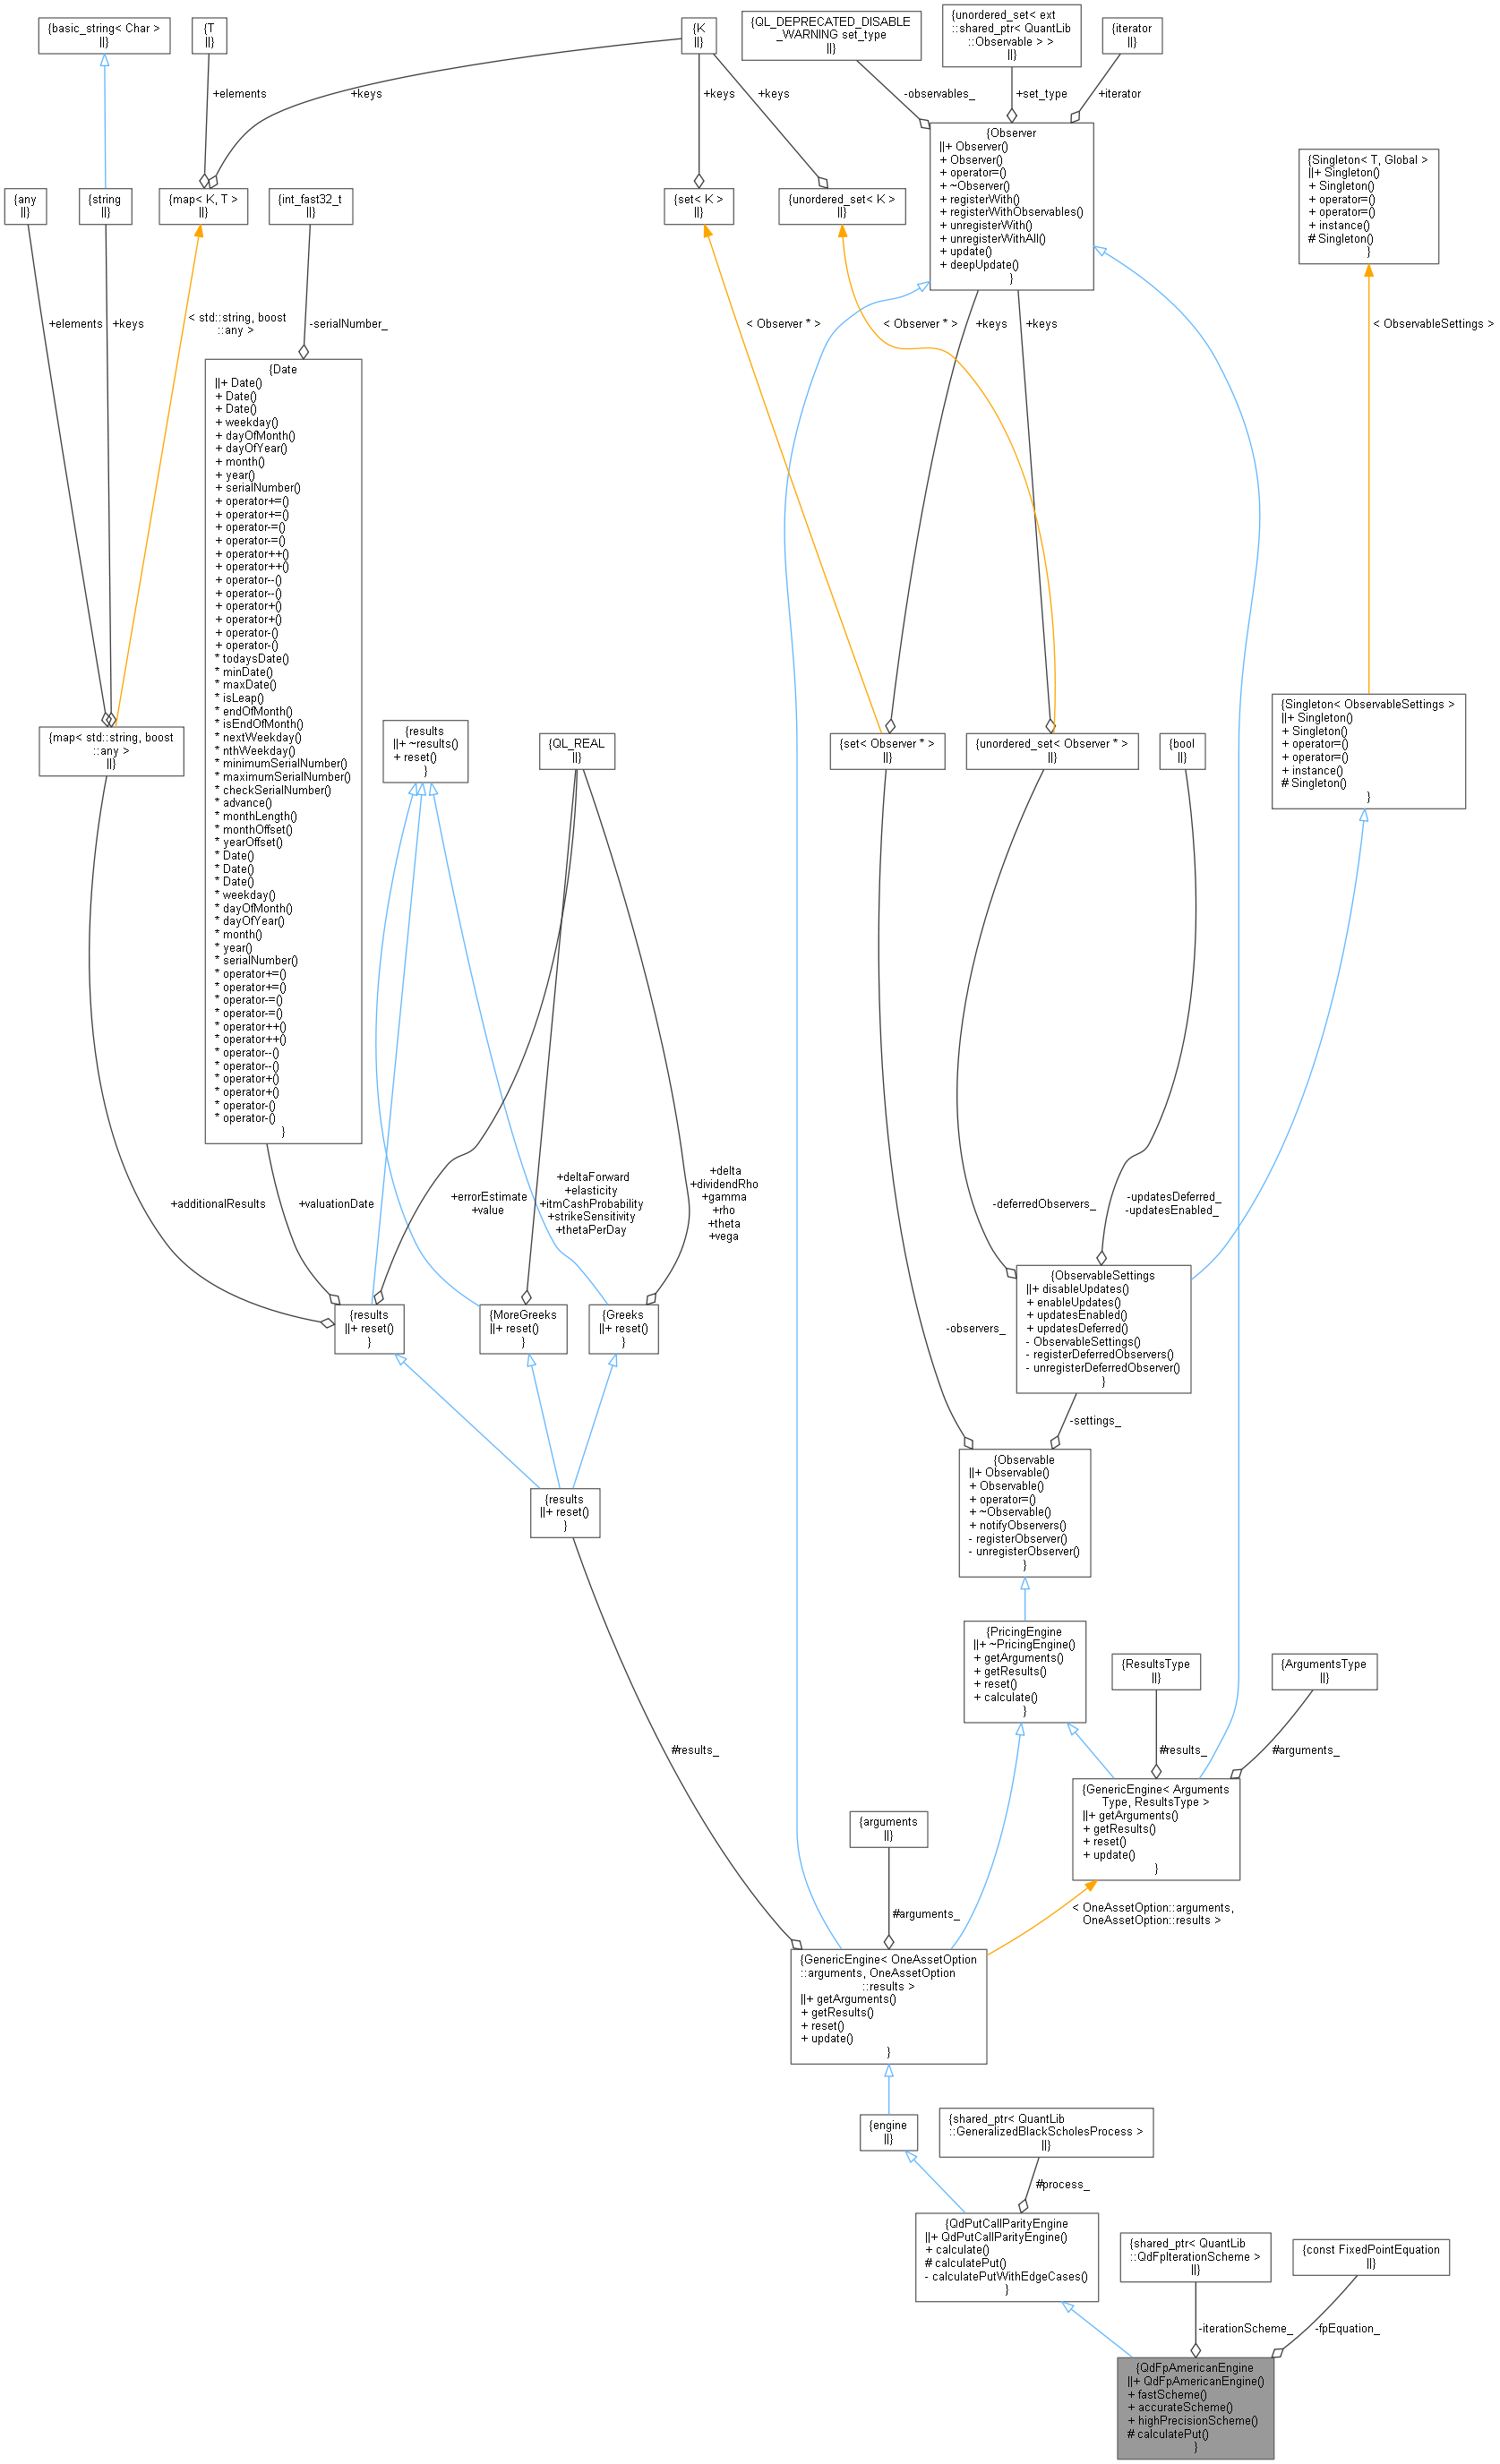 {basic_string< Char >
||}
{T
||}
{K
||}
{QL_DEPRECATED_DISABLE
_WARNING set_type
||}
{unordered_set< ext
::shared_ptr< QuantLib
::Observable > >
||}
{iterator
||}
+elements
+keys
+keys
+keys
-observables_
+set_type
+iterator
{any
||}
{string
||}
{map< K, T >
||}
{int_fast32_t
||}
{set< K >
||}
{unordered_set< K >
||}
{Observer
||+ Observer()
+ Observer()
+ operator=()
+ ~Observer()
+ registerWith()
+ registerWithObservables()
+ unregisterWith()
+ unregisterWithAll()
+ update()
+ deepUpdate()
}
{Singleton< T, Global >
||+ Singleton()
+ Singleton()
+ operator=()
+ operator=()
+ instance()
# Singleton()
}
+elements
+keys
< std::string, boost
::any >
-serialNumber_
< Observer * >
< Observer * >
+keys
+keys
< ObservableSettings >
{Date
||+ Date()
+ Date()
+ Date()
+ weekday()
+ dayOfMonth()
+ dayOfYear()
+ month()
+ year()
+ serialNumber()
+ operator+=()
+ operator+=()
+ operator-=()
+ operator-=()
+ operator++()
+ operator++()
+ operator--()
+ operator--()
+ operator+()
+ operator+()
+ operator-()
+ operator-()
* todaysDate()
* minDate()
* maxDate()
* isLeap()
* endOfMonth()
* isEndOfMonth()
* nextWeekday()
* nthWeekday()
* minimumSerialNumber()
* maximumSerialNumber()
* checkSerialNumber()
* advance()
* monthLength()
* monthOffset()
* yearOffset()
* Date()
* Date()
* Date()
* weekday()
* dayOfMonth()
* dayOfYear()
* month()
* year()
* serialNumber()
* operator+=()
* operator+=()
* operator-=()
* operator-=()
* operator++()
* operator++()
* operator--()
* operator--()
* operator+()
* operator+()
* operator-()
* operator-()
}
{map< std::string, boost
::any >
||}
{results
||+ ~results()
+ reset()
}
{QL_REAL
||}
{set< Observer * >
||}
{unordered_set< Observer * >
||}
{bool
||}
{Singleton< ObservableSettings >
||+ Singleton()
+ Singleton()
+ operator=()
+ operator=()
+ instance()
# Singleton()
}
+additionalResults
+valuationDate
+errorEstimate
+value
+deltaForward
+elasticity
+itmCashProbability
+strikeSensitivity
+thetaPerDay
+delta
+dividendRho
+gamma
+rho
+theta
+vega
-deferredObservers_
-updatesDeferred_
-updatesEnabled_
{results
||+ reset()
}
{MoreGreeks
||+ reset()
}
{Greeks
||+ reset()
}
-observers_
{ObservableSettings
||+ disableUpdates()
+ enableUpdates()
+ updatesEnabled()
+ updatesDeferred()
- ObservableSettings()
- registerDeferredObservers()
- unregisterDeferredObserver()
}
-settings_
{results
||+ reset()
}
{Observable
||+ Observable()
+ Observable()
+ operator=()
+ ~Observable()
+ notifyObservers()
- registerObserver()
- unregisterObserver()
}
{PricingEngine
||+ ~PricingEngine()
+ getArguments()
+ getResults()
+ reset()
+ calculate()
}
{ResultsType
||}
{ArgumentsType
||}
#results_
#results_
#arguments_
{GenericEngine< Arguments
Type, ResultsType >
||+ getArguments()
+ getResults()
+ reset()
+ update()
}
{arguments
||}
#arguments_
< OneAssetOption::arguments,
OneAssetOption::results >
{GenericEngine< OneAssetOption
::arguments, OneAssetOption
::results >
||+ getArguments()
+ getResults()
+ reset()
+ update()
}
{engine
||}
{shared_ptr< QuantLib
::GeneralizedBlackScholesProcess >
||}
#process_
{QdPutCallParityEngine
||+ QdPutCallParityEngine()
+ calculate()
# calculatePut()
- calculatePutWithEdgeCases()
}
{shared_ptr< QuantLib
::QdFpIterationScheme >
||}
{const FixedPointEquation
||}
-iterationScheme_
-fpEquation_
{QdFpAmericanEngine
||+ QdFpAmericanEngine()
+ fastScheme()
+ accurateScheme()
+ highPrecisionScheme()
# calculatePut()
}